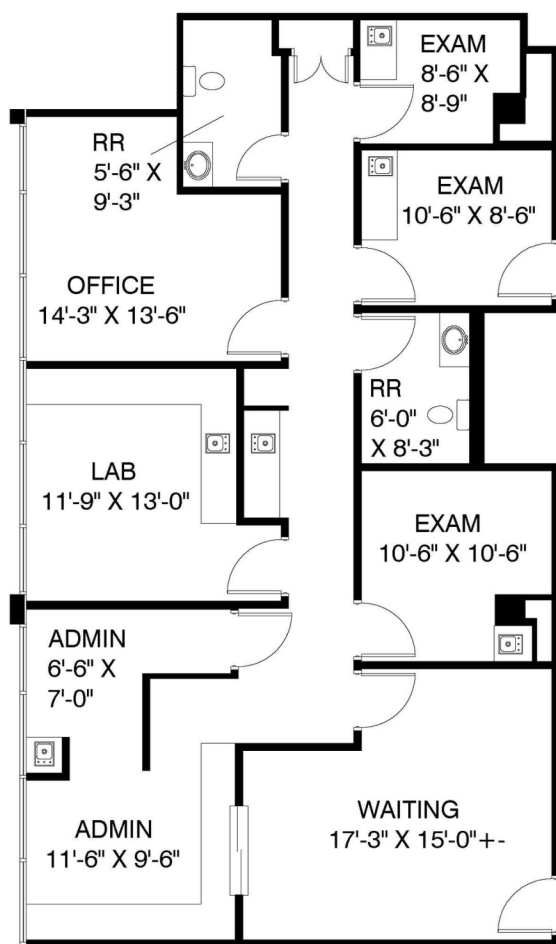 EXAM
8'-6" X
8'-9"
RR
5'-6" X
9'-3"
EXAM
10'-6" X 8'-6"
OFFICE
14'-3" X 13'-6"
RR
6'-0"
X 8'-3"
LAB
11'-9" X 13'-0"
EXAM
10'-6" X 10'-6"
ADMIN
6'-6" X
7'-0"
WAITING
17'-3" X 15'-0"+-
ADMIN
11'-6" X 9'-6"